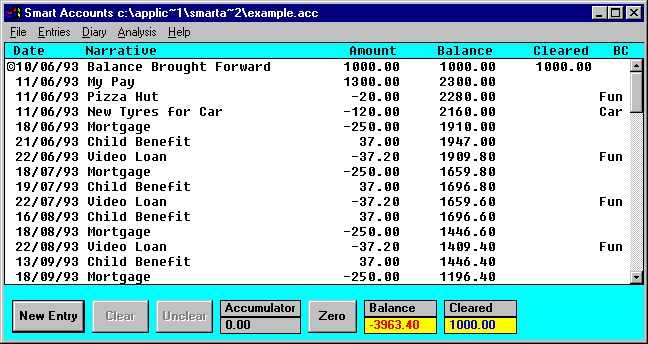 Smart Accounts c:\applic~1\smarta~2\example.acc
File Entries Diary Analysis Help
Date Narrative Amount Balance Cleared BC
10/06/93 Balance Brought Forward 1000.00 1000.00 1000.00
11/06/93 My Pay 1300.00 2300.00
11/06/93 Pizza Hut -20.00 2280.00 Fun
11/06/93 New Tyres for Car -120.00 2160.00 Car
18/06/93 Mortgage -250.00 1910.00
21/06/93 Child Benefit 37.00 1947.00
22/06/93 Video Loan -37.20 1909.80 Fun
18/07/93 Mortgage -250.00 1659.80
19/07/93 Child Benefit 37.00 1696.80
22/07/93 Video Loan -37.20 1659.60 Fun
16/08/93 Child Benefit 37.00 1696.60
18/08/93 Mortgage -250.00 1446.60
22/08/93 Video Loan -37.20 1409.40 Fun
13/09/93 Child Benefit 37.00 1446.40
18/09/93 Mortgage -250.00 1196.40
New Entry Clear Unclear Accumulator Zero Balance Cleared
0.00 -3963.40 1000.00